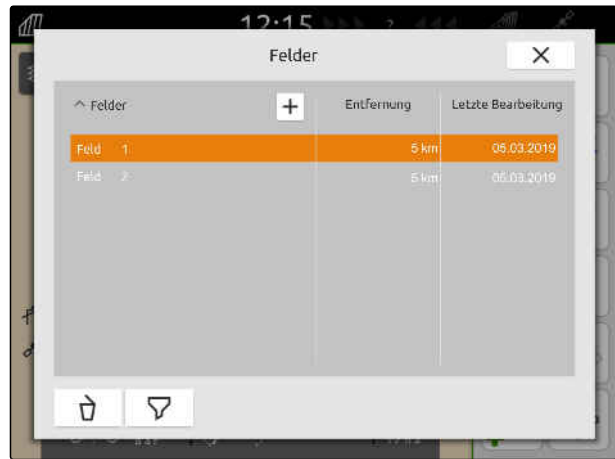 12:15
Felder
^ Felder + Entfernung Letzte Bearbeitung
Feld 1 5 km 05.03.2019
Feld 2 5 km 05.03.2019